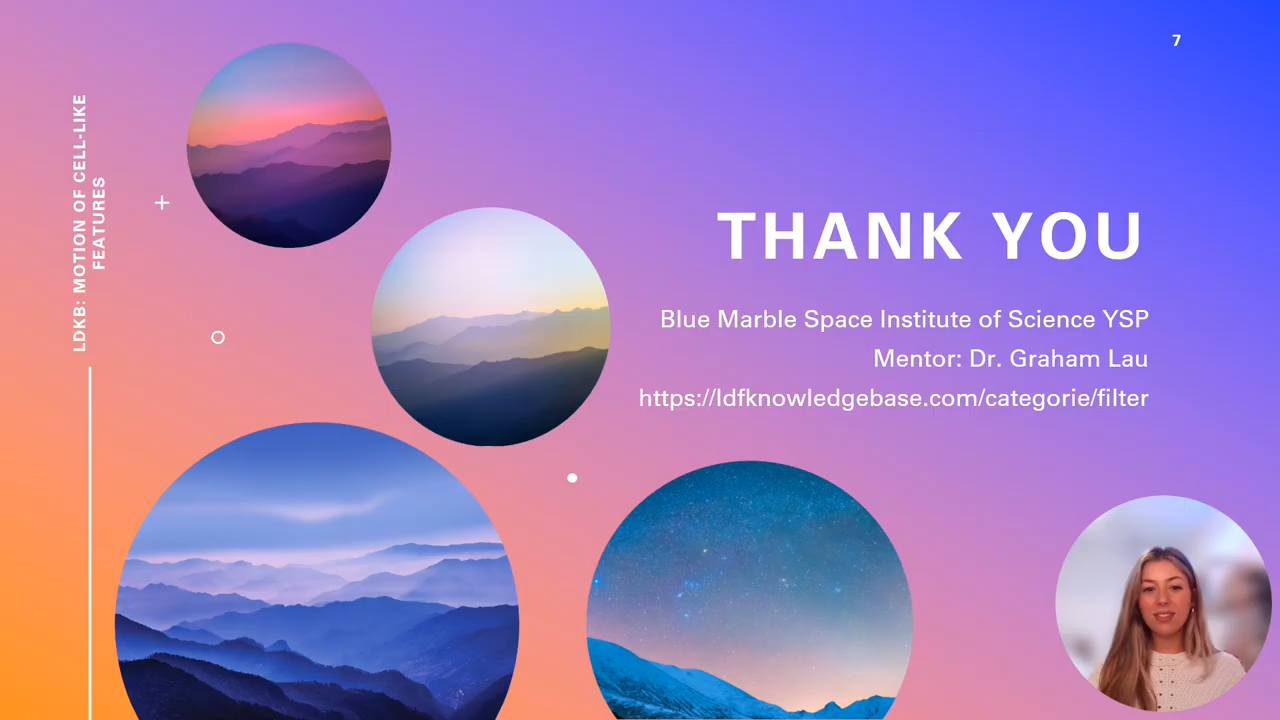 7
LDKB: MOTION OF CELL-LIKE
FEATURES
THANK YOU
Blue Marble Space Institute of Science YSP
Mentor: Dr. Graham Lau
https://ldfknowledgebase.com/categorie/filter